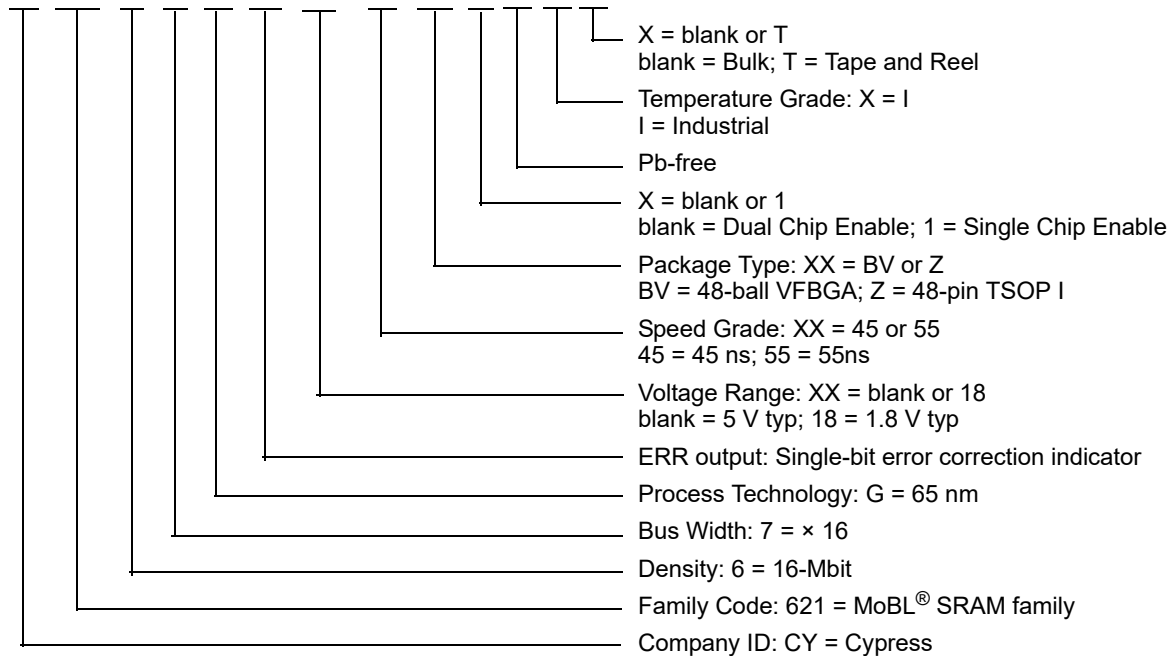 X = blank or T
blank = Bulk; T = Tape and Reel
Temperature Grade: X = I
I = Industrial
Pb-free
X = blank or 1
blank = Dual Chip Enable; 1 = Single Chip Enable
Package Type: XX = BV or Z
BV = 48-ball VFBGA; Z = 48-pin TSOP I
Speed Grade: XX = 45 or 55
45 = 45 ns; 55 = 55ns
Voltage Range: XX = blank or 18
blank = 5 V typ; 18 = 1.8 V typ
ERR output: Single-bit error correction indicator
Process Technology: G = 65 nm
Bus Width: 7 = × 16
Density: 6 = 16-Mbit
Family Code: 621 = MoBL® SRAM family
Company ID: CY = Cypress